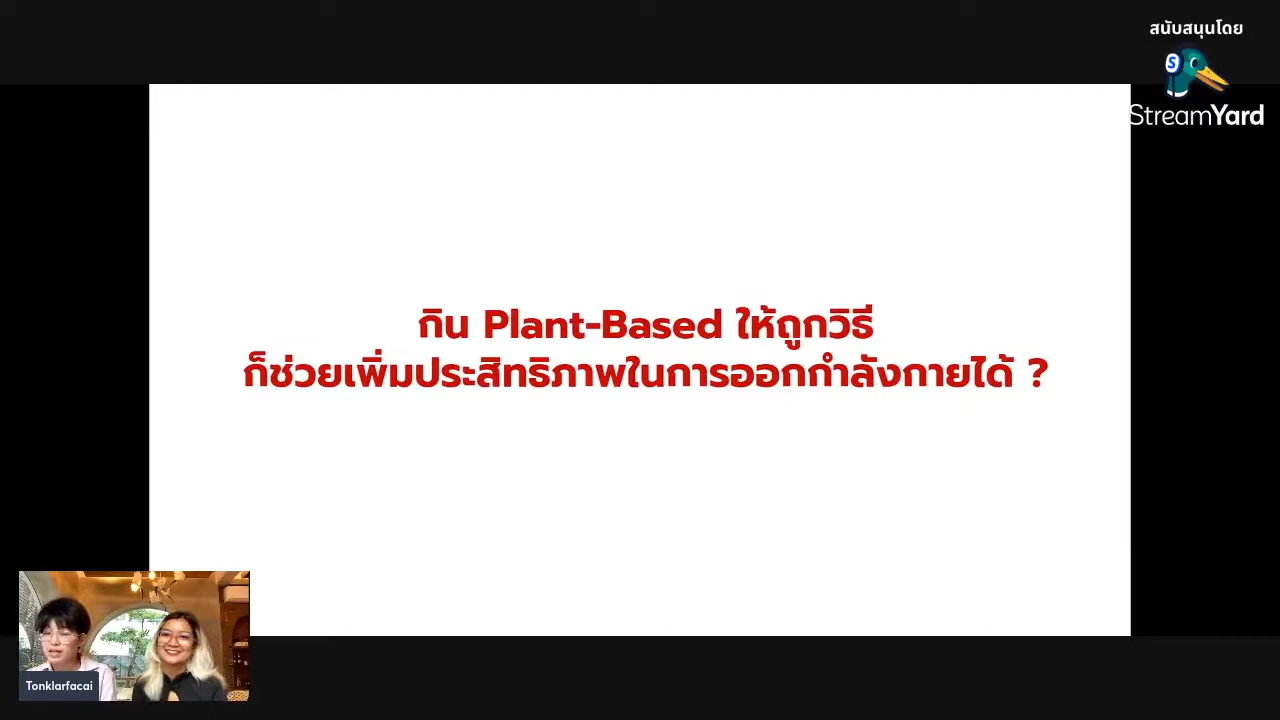 สนับสนุนโดย
S
StreamYard
กิน Plant-Based ให้ถูกวิธี
ก็ช่วยเพิ่มประสิทธิภาพในการออกกำลังกายได้ ?
Tonklarfacai